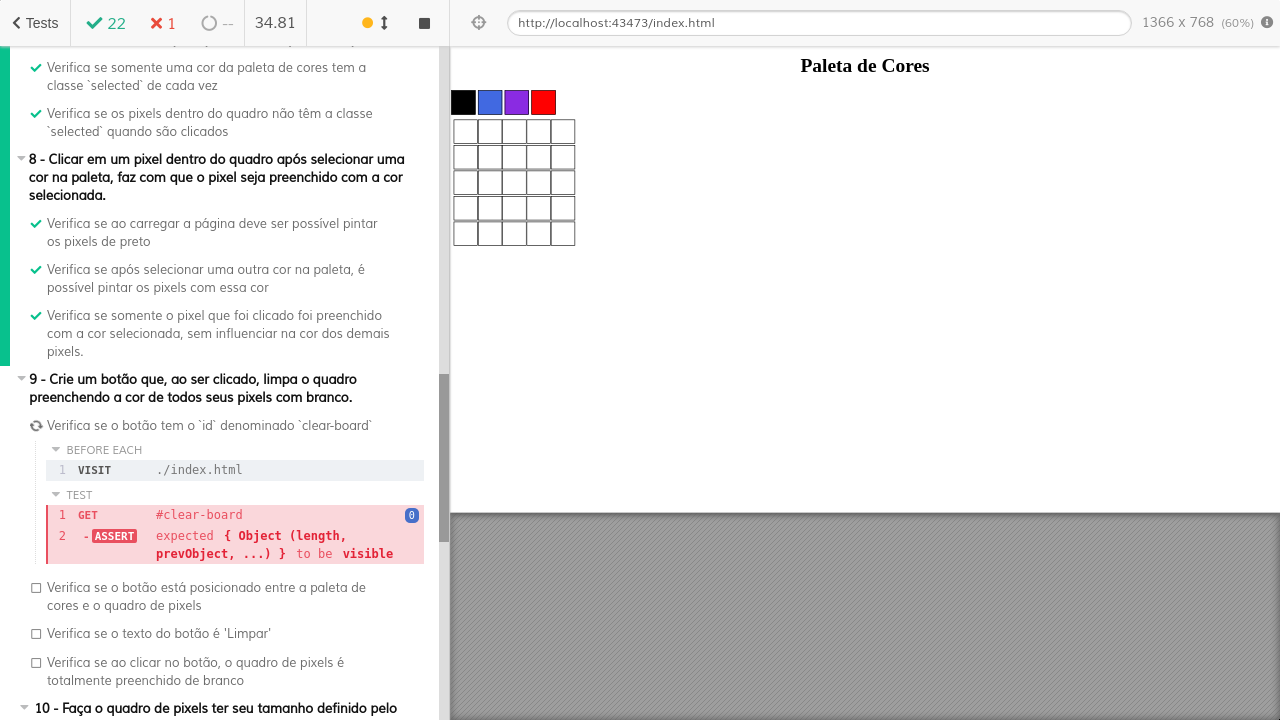 Tests
22
1
--
34.81
http://localhost:43473/index.html
1366 x 768 (60%)
Verifica se somente uma cor da paleta de cores tem a
classe `selected` de cada vez
Verifica se os pixels dentro do quadro não têm a classe
`selected` quando são clicados
8 - Clicar em um pixel dentro do quadro após selecionar uma
cor na paleta, faz com que o pixel seja preenchido com a cor
selecionada.
Verifica se ao carregar a página deve ser possível pintar
os pixels de preto
Verifica se após selecionar uma outra cor na paleta, é
possível pintar os pixels com essa cor
Verifica se somente o pixel que foi clicado foi preenchido
com a cor selecionada, sem influenciar na cor dos demais
pixels.
9 - Crie um botão que, ao ser clicado, limpa o quadro
preenchendo a cor de todos seus pixels com branco.
Verifica se o botão tem o `id` denominado `clear-board`
BEFORE EACH
1 VISIT ./index.html
TEST
1 GET #clear-board 0
2 -ASSERT expected { Object (length,
prevObject, ...) } to be visible
Verifica se o botão está posicionado entre a paleta de
cores e o quadro de pixels
Verifica se o texto do botão é 'Limpar'
Verifica se ao clicar no botão, o quadro de pixels é
totalmente preenchido de branco
10 - Faça o quadro de pixels ter seu tamanho definido pelo
Paleta de Cores